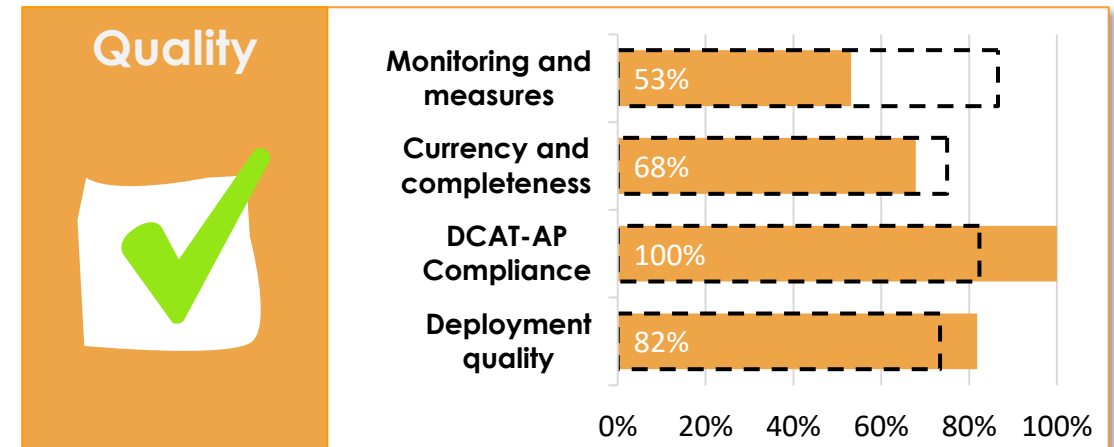 Quality
Monitoring and
measures
53%
Currency and
completeness
68%
DCAT-AP
Compliance
100%
Deployment
quality
82%
0% 20% 40% 60% 80% 100%